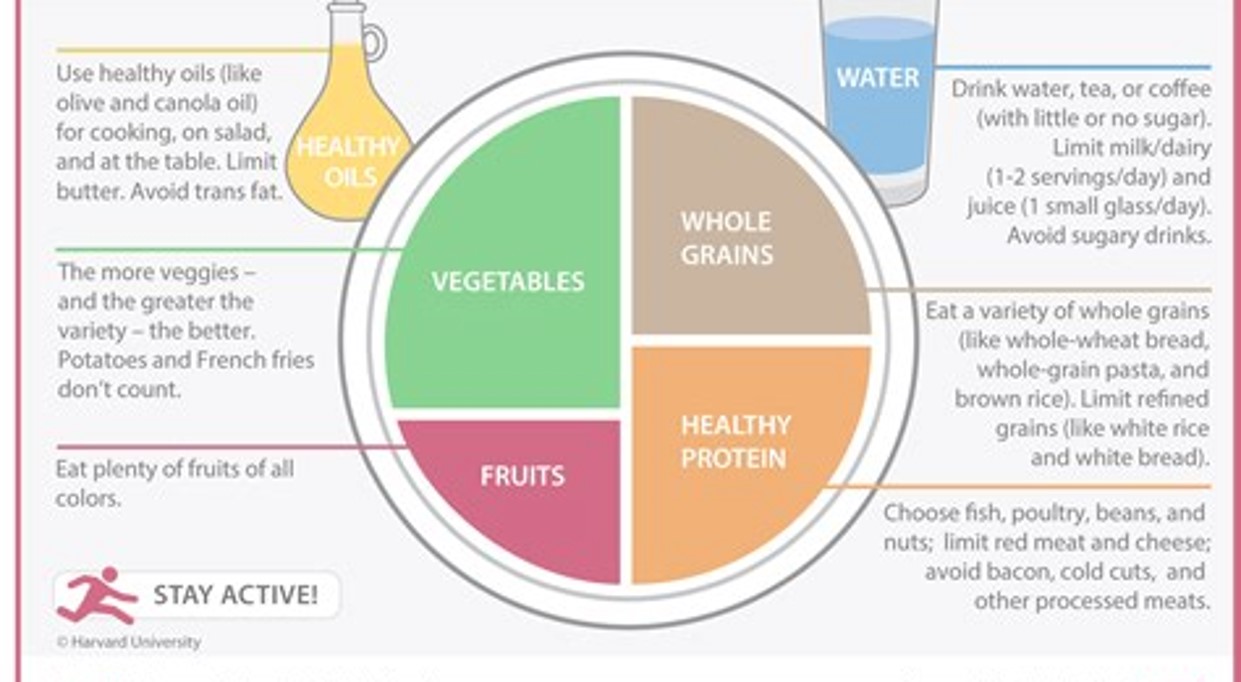 HEALTHY
OILS
Use healthy oils (like
olive and canola oil)
for cooking, on salad,
and at the table. Limit
butter. Avoid trans fat.
The more veggies –
and the greater the
variety – the better.
Potatoes and French fries
don't count.
Eat plenty of fruits of all
colors.
STAY ACTIVE!
© Harvard University
VEGETABLES
FRUITS
WHOLE
GRAINS
HEALTHY
PROTEIN
WATER
Drink water, tea, or coffee
(with little or no sugar).
Limit milk/dairy
(1-2 servings/day) and
juice (1 small glass/day).
Avoid sugary drinks.
Eat a variety of whole grains
(like whole-wheat bread,
whole-grain pasta, and
brown rice). Limit refined
grains (like white rice
and white bread).
Choose fish, poultry, beans, and
nuts; limit red meat and cheese;
avoid bacon, cold cuts, and
other processed meats.